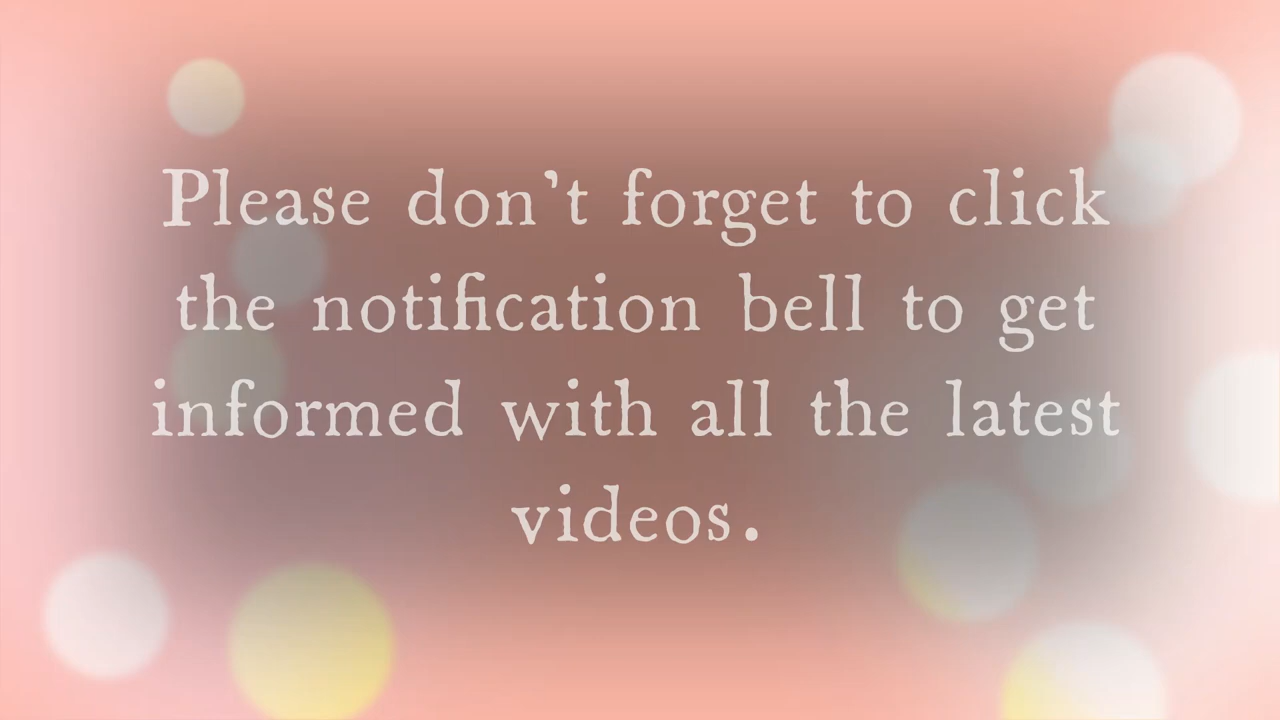 Please don't forget to click
the notification bell to get
informed with all the latest
videos.